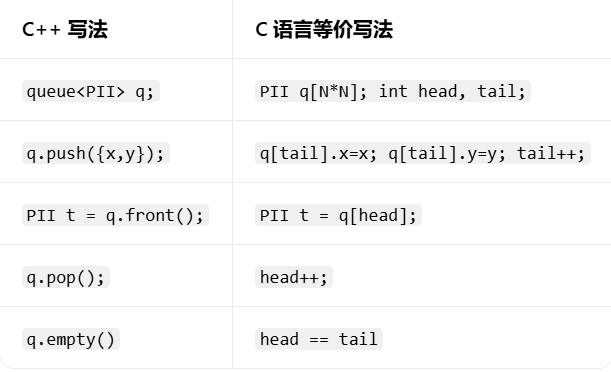 C++ 写法 C 语言等价写法
queue<PII> q; PII q[N*N]; int head, tail;
q.push({x,y}); q[tail].x=x; q[tail].y=y; tail++;
PII t = q.front(); PII t = q[head];
q.pop(); head++;
q.empty() head == tail